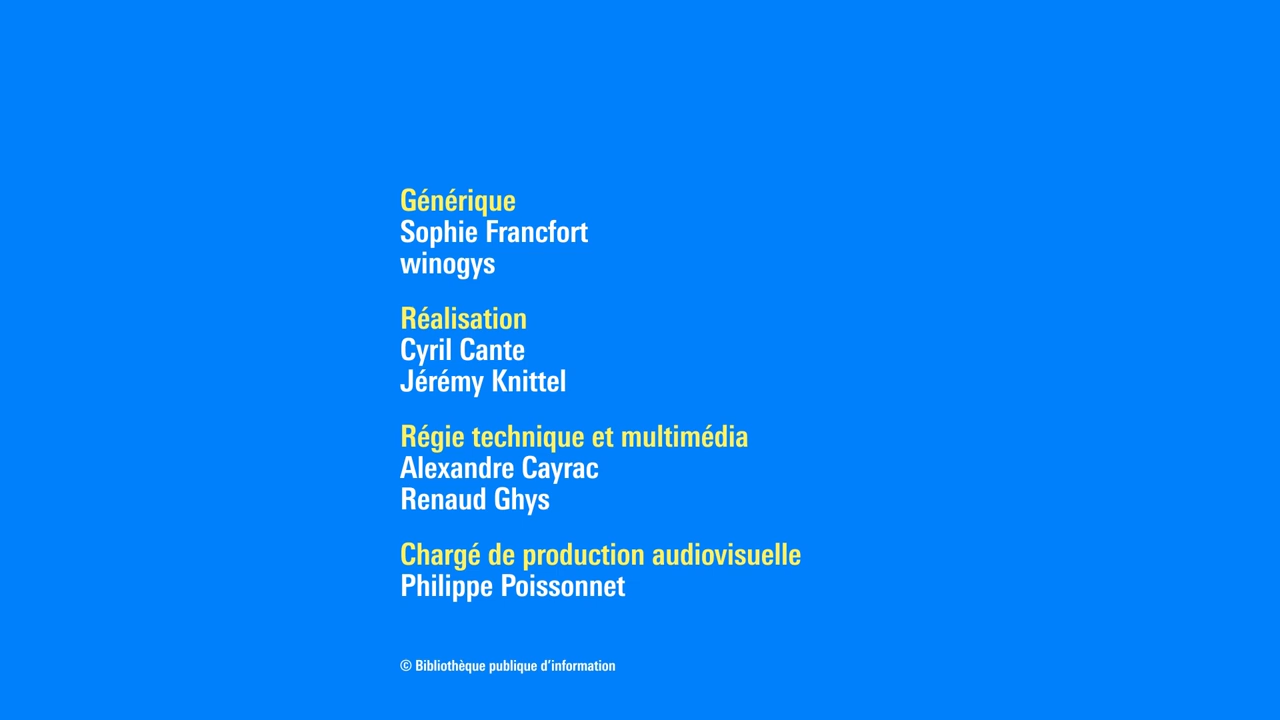 Générique
Sophie Francfort
winogys
Réalisation
Cyril Cante
Jérémy Knittel
Régie technique et multimédia
Alexandre Cayrac
Renaud Ghys
Chargé de production audiovisuelle
Philippe Poissonnet
© Bibliothèque publique d’information